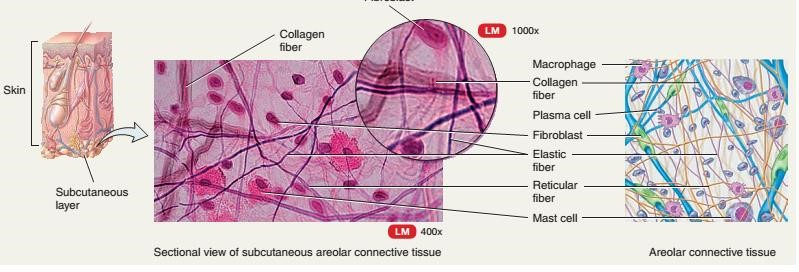 Fibroblast
LM 1000x
Collagen
fiber
Skin
Macrophage
Collagen
fiber
Plasma cell
Fibroblast
Elastic
fiber
Reticular
fiber
Mast cell
Subcutaneous
layer
LM 400x
Sectional view of subcutaneous areolar connective tissue
Areolar connective tissue